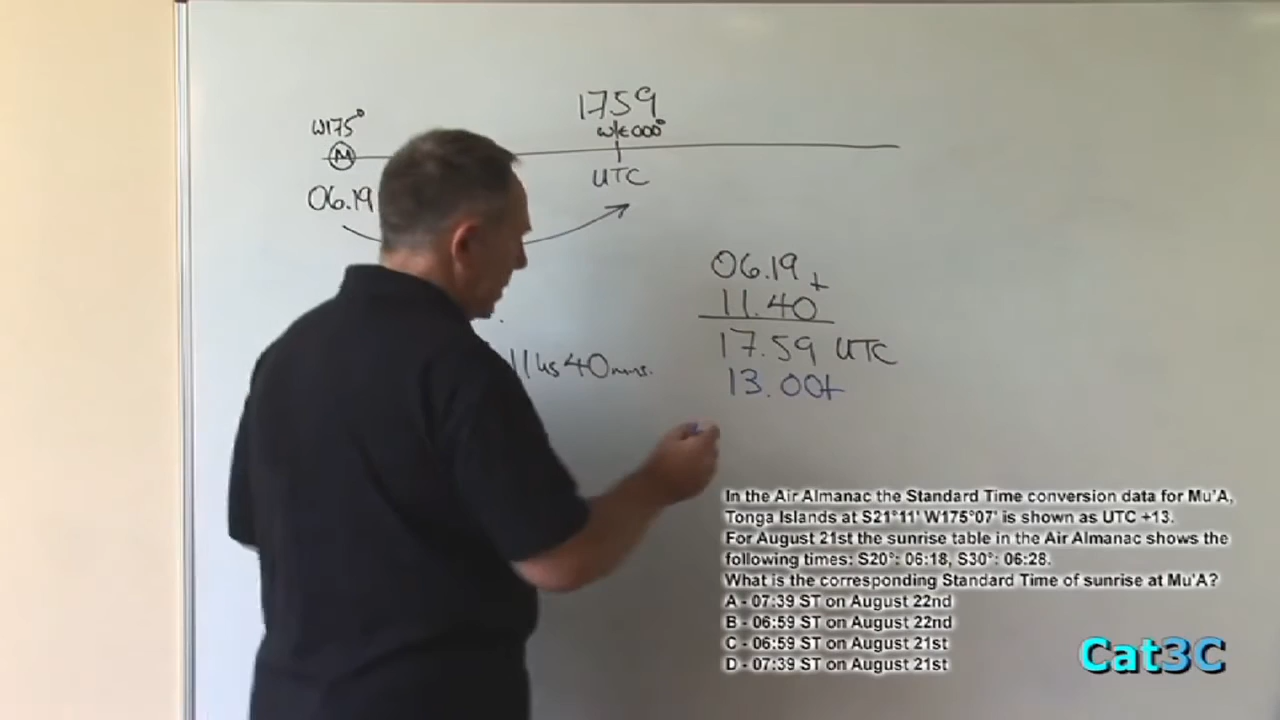 1759
W175°
W/E 000°
M
UTC
06.19
06.19 +
11.40
17.59 UTC
11hs 40mns.
13.00+
In the Air Almanac the Standard Time conversion data for Mu'A,
Tonga Islands at S21°11' W175°07' is shown as UTC +13.
For August 21st the sunrise table in the Air Almanac shows the
following times: S20°: 06:18, S30°: 06:28.
What is the corresponding Standard Time of sunrise at Mu'A?
A - 07:39 ST on August 22nd
B - 06:59 ST on August 22nd
C - 06:59 ST on August 21st
D - 07:39 ST on August 21st
Cat3C